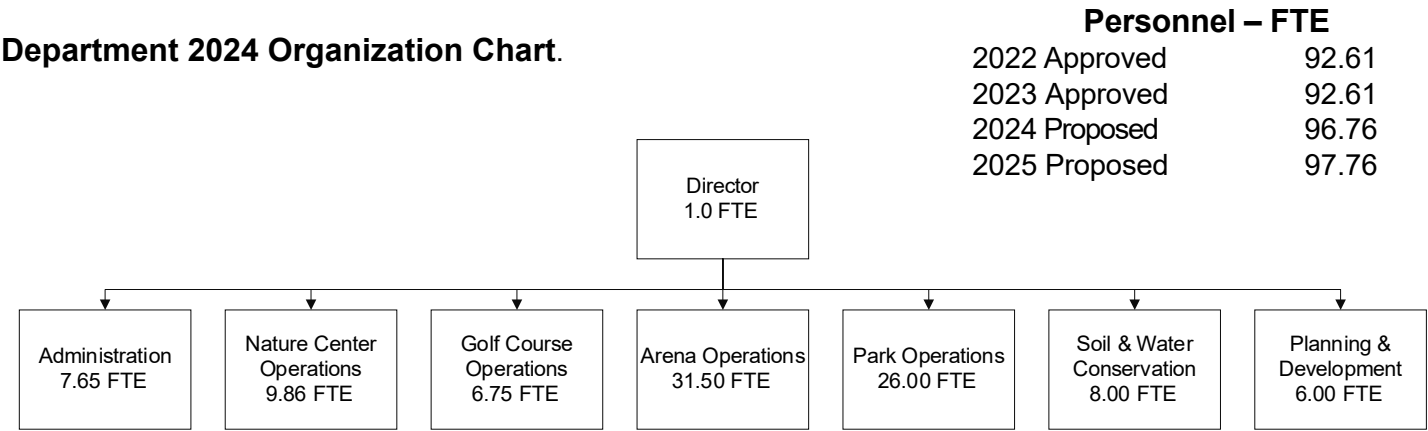 Department 2024 Organization Chart.
Personnel – FTE
2022 Approved 92.61
2023 Approved 92.61
2024 Proposed 96.76
2025 Proposed 97.76
Director
1.0 FTE
Administration
7.65 FTE
Nature Center
Operations
9.86 FTE
Golf Course
Operations
6.75 FTE
Arena Operations
31.50 FTE
Park Operations
26.00 FTE
Soil & Water
Conservation
8.00 FTE
Planning &
Development
6.00 FTE